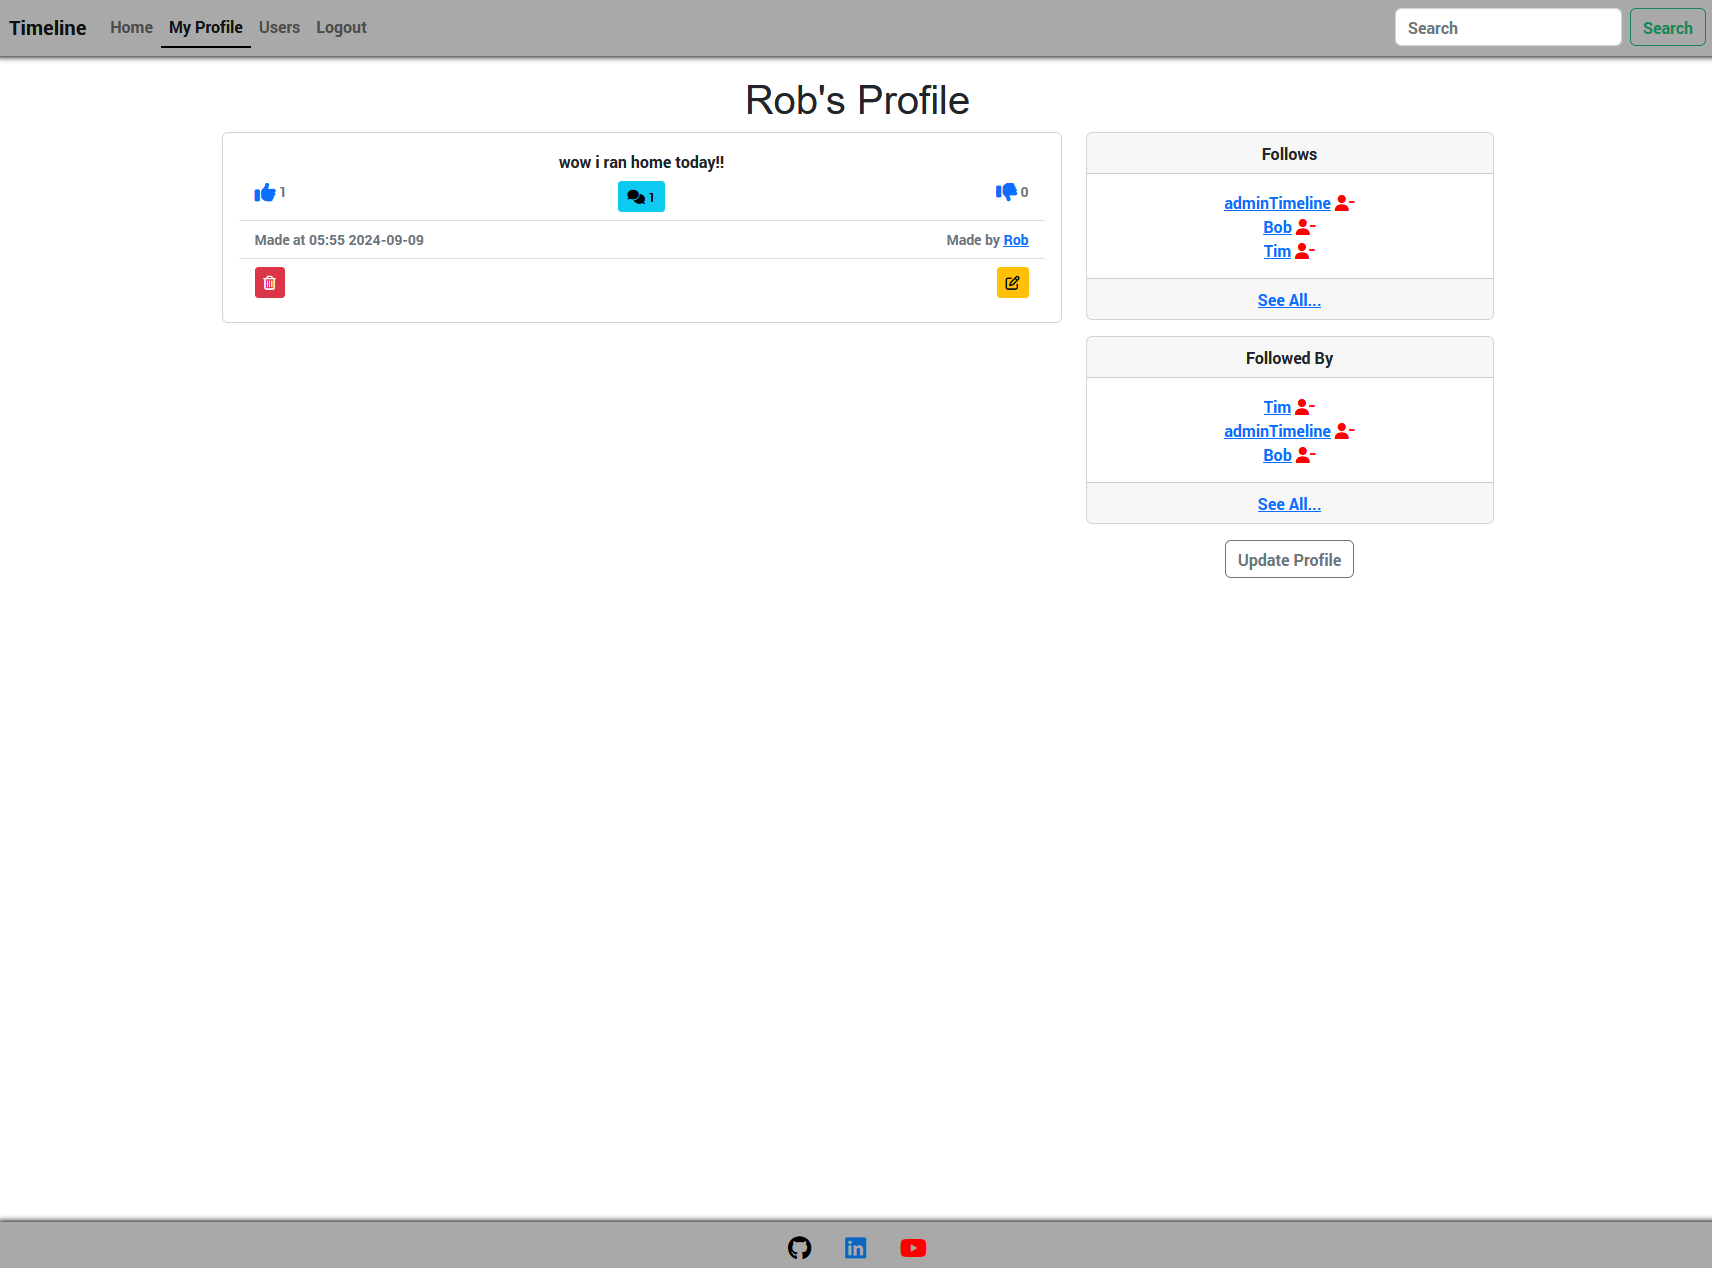 Timeline Home My Profile Users Logout Search Search
Rob's Profile
wow i ran home today!!
1 1 0
Made at 05:55 2024-09-09 Made by Rob
Follows
adminTimeline
Bob
Tim
See All...
Followed By
Tim
adminTimeline
Bob
See All...
Update Profile
in